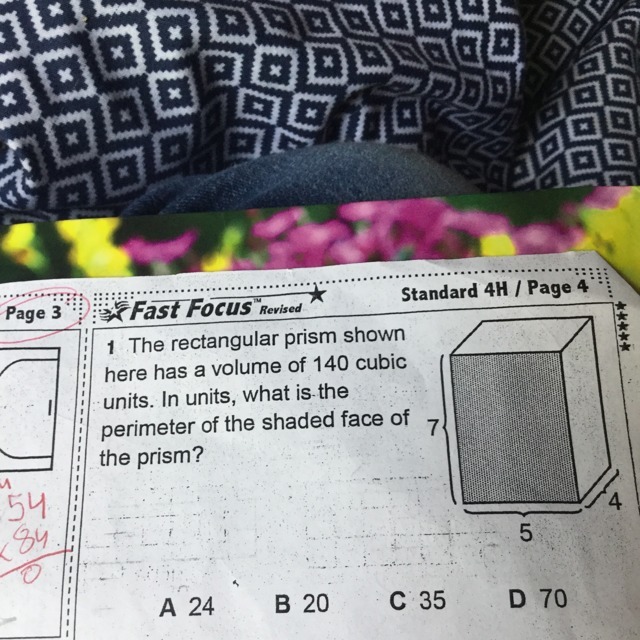 Page 3
Fast Focus™ Revised
Standard 4H / Page 4
1 The rectangular prism shown
here has a volume of 140 cubic
units. In units, what is the
perimeter of the shaded face of
the prism?
7
4
5
A 24 B 20 C 35 D 70
54
x 84
0